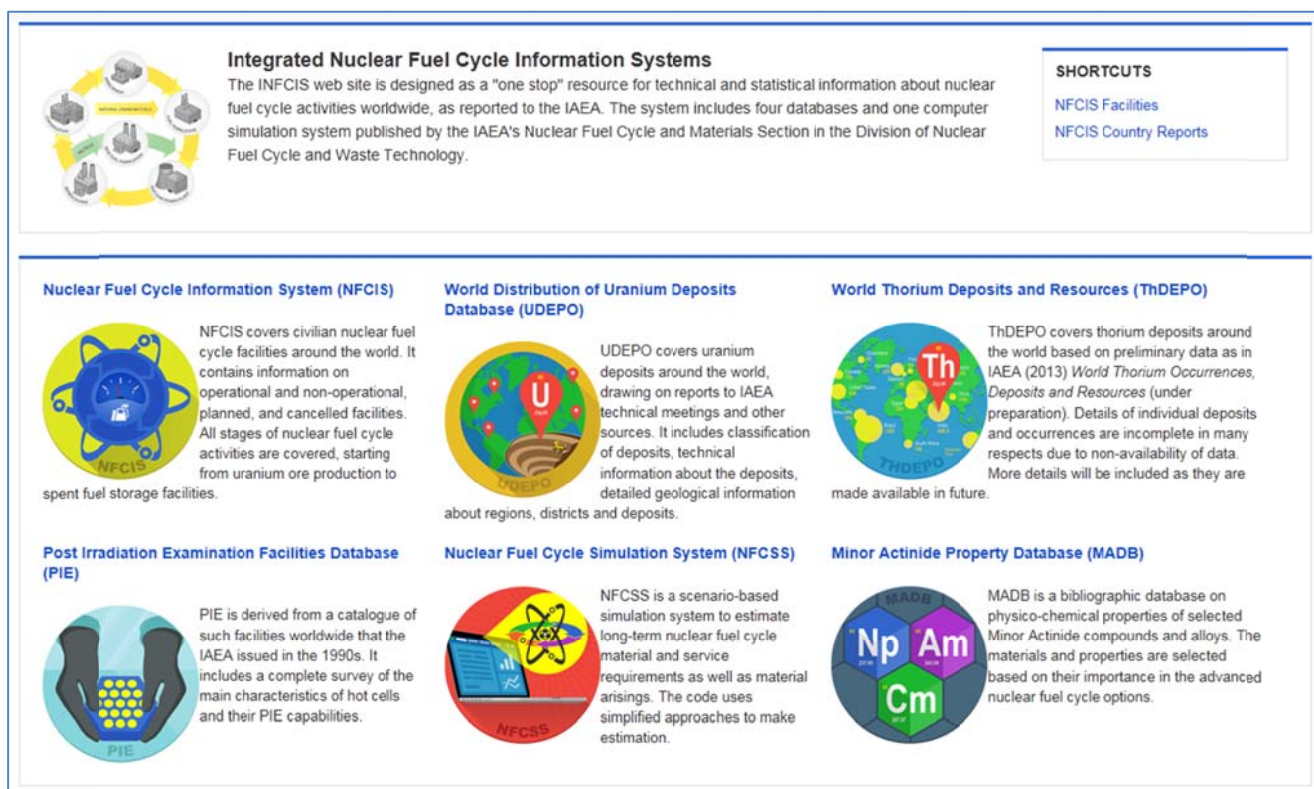 Integrated Nuclear Fuel Cycle Information Systems
The INFCIS web site is designed as a "one stop" resource for technical and statistical information about nuclear
fuel cycle activities worldwide, as reported to the IAEA. The system includes four databases and one computer
simulation system published by the IAEA's Nuclear Fuel Cycle and Materials Section in the Division of Nuclear
Fuel Cycle and Waste Technology.
SHORTCUTS
NFCIS Facilities
NFCIS Country Reports
Nuclear Fuel Cycle Information System (NFCIS)
NFCIS covers civilian nuclear fuel
cycle facilities around the world. It
contains information on
operational and non-operational,
planned, and cancelled facilities.
All stages of nuclear fuel cycle
activities are covered, starting
from uranium ore production to
spent fuel storage facilities.
NFCIS
World Distribution of Uranium Deposits
Database (UDEPO)
UDEPO covers uranium
deposits around the world,
drawing on reports to IAEA
technical meetings and other
sources. It includes classification
of deposits, technical
information about the deposits,
detailed geological information
about regions, districts and deposits.
U
UDEPO
World Thorium Deposits and Resources (ThDEPO)
ThDEPO covers thorium deposits around
the world based on preliminary data as in
IAEA (2013) World Thorium Occurrences,
Deposits and Resources (under
preparation). Details of individual deposits
and occurrences are incomplete in many
respects due to non-availability of data.
More details will be included as they are
made available in future.
Th
THDEPO
Post Irradiation Examination Facilities Database
(PIE)
PIE is derived from a catalogue of
such facilities worldwide that the
IAEA issued in the 1990s. It
includes a complete survey of the
main characteristics of hot cells
and their PIE capabilities.
PIE
Nuclear Fuel Cycle Simulation System (NFCSS)
NFCSS is a scenario-based
simulation system to estimate
long-term nuclear fuel cycle
material and service
requirements as well as material
arisings. The code uses
simplified approaches to make
estimation.
NFCSS
Minor Actinide Property Database (MADB)
MADB is a bibliographic database on
physico-chemical properties of selected
Minor Actinide compounds and alloys. The
materials and properties are selected
based on their importance in the advanced
nuclear fuel cycle options.
MADB
Np Am
Cm